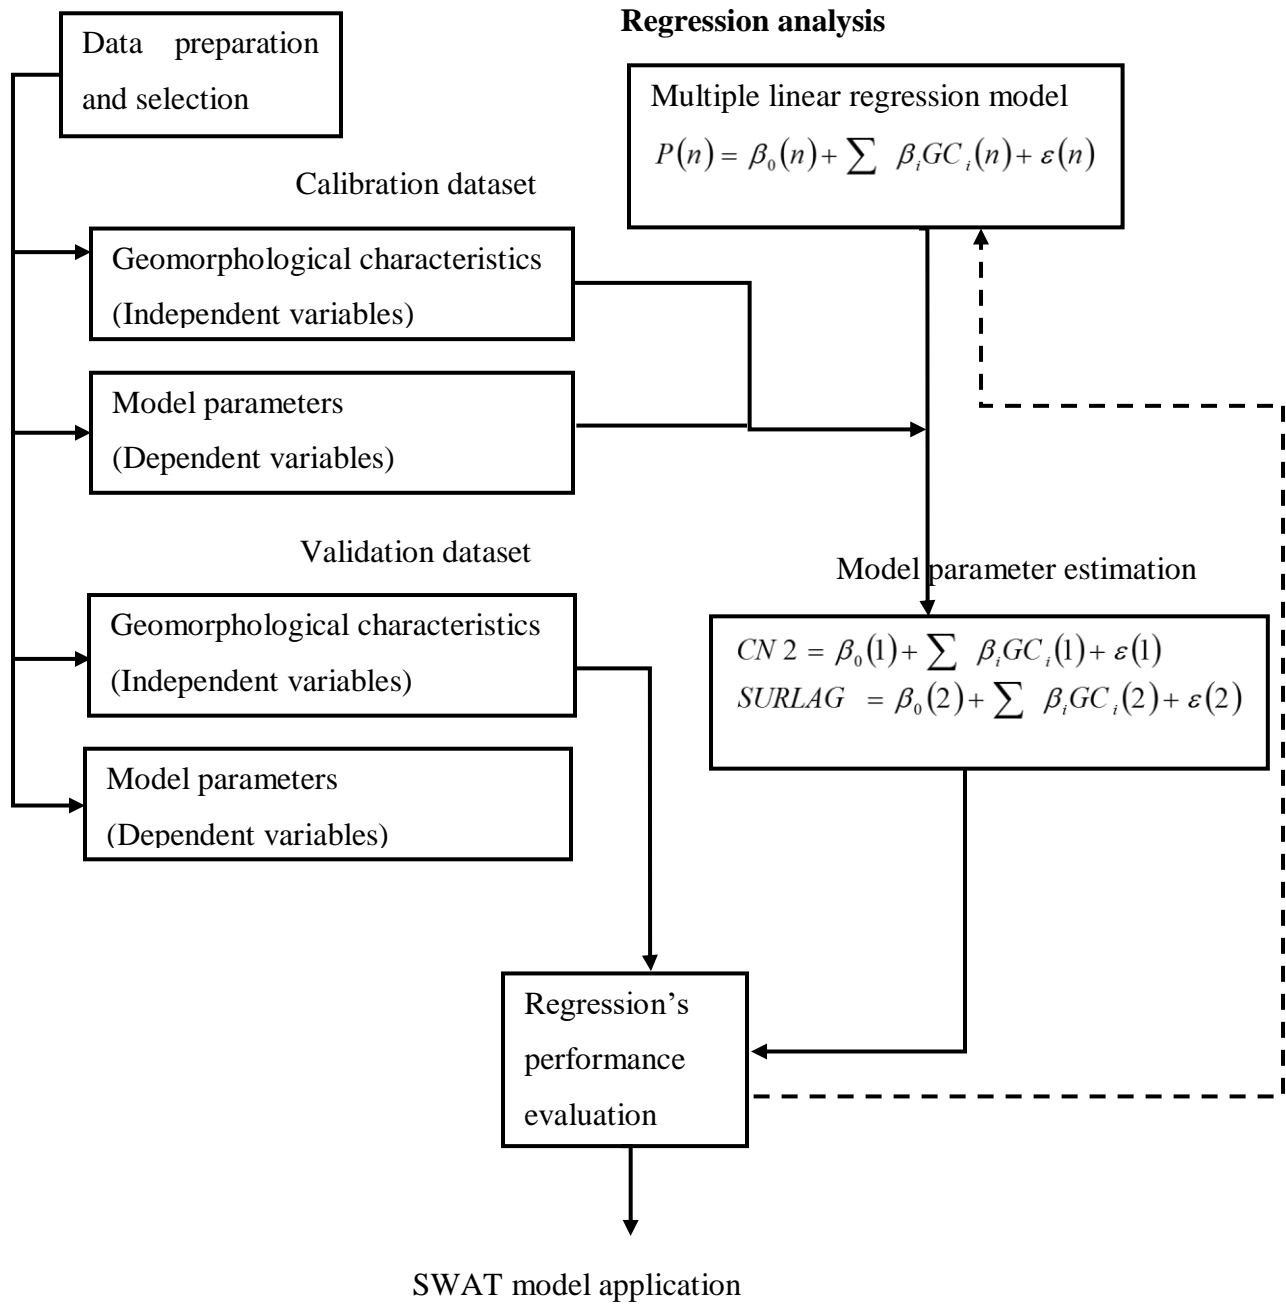 Regression analysis
Data preparation
and selection
Multiple linear regression model
P(n) = β₀(n) + ∑ βᵢGCᵢ(n) + ε(n)
Calibration dataset
Geomorphological characteristics
(Independent variables)
Model parameters
(Dependent variables)
Validation dataset
Model parameter estimation
Geomorphological characteristics
(Independent variables)
CN 2 = β₀(1) + ∑ βᵢGCᵢ(1) + ε(1)
SURLAG = β₀(2) + ∑ βᵢGCᵢ(2) + ε(2)
Model parameters
(Dependent variables)
Regression’s
performance
evaluation
SWAT model application